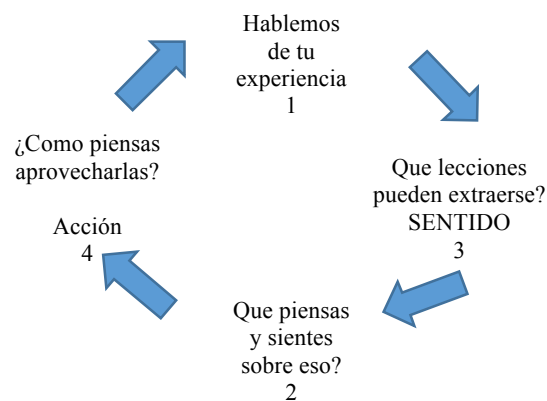 Hablemos
de tu
experiencia
1
¿Como piensas
aprovecharlas?
Acción
4
Que lecciones
pueden extraerse?
SENTIDO
3
Que piensas
y sientes
sobre eso?
2